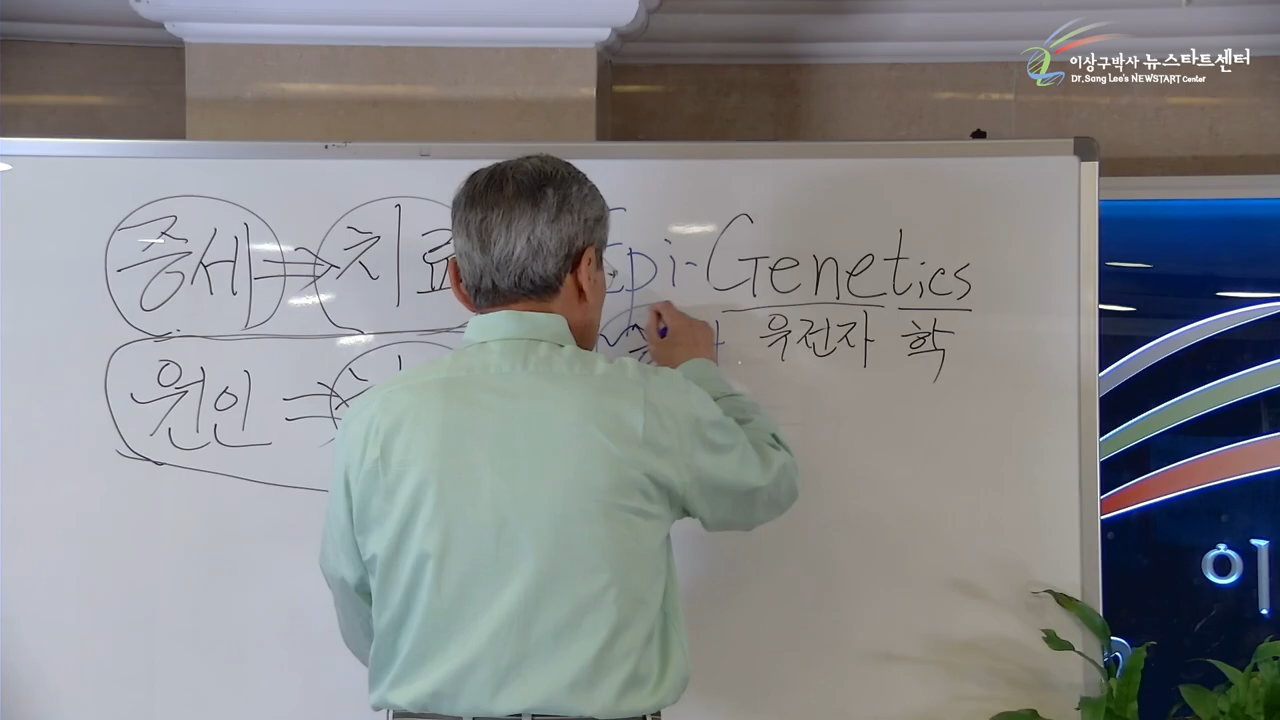 이상구박사 뉴스타트센터
Dr. Sang Lee's NEWSTART Center
증세 ⇒ 치료 Epi-Genetics
유전자 학
원인 ⇒
이